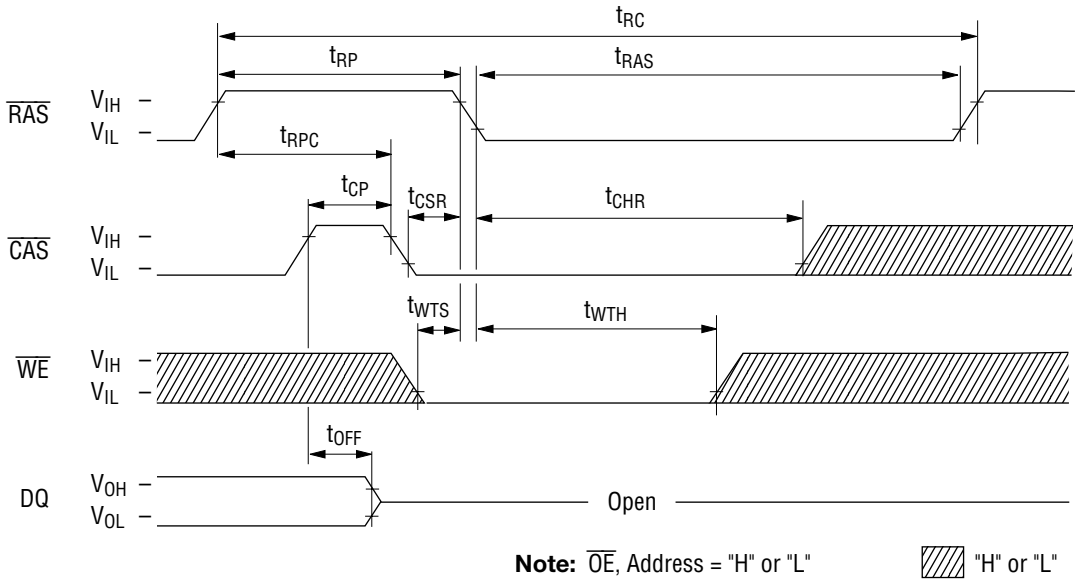 tRC
tRP
tRAS
RAS
VIH
VIL
tRPC
tCP
tCSR
tCHR
CAS
VIH
VIL
tWTS
tWTH
WE
VIH
VIL
tOFF
DQ
VOH
VOL
Open
Note: OE, Address = "H" or "L"
"H" or "L"